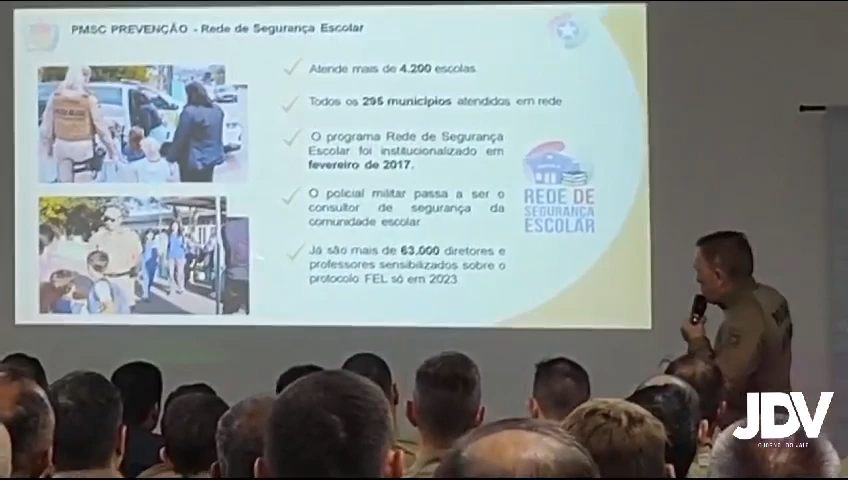 PMSC PREVENÇÃO - Rede de Segurança Escolar
Atende mais de 4.200 escolas
Todos os 295 municípios atendidos em rede
O programa Rede de Segurança
Escolar foi institucionalizado em
fevereiro de 2017.
O policial militar passa a ser o
consultor de segurança da
comunidade escolar
Já são mais de 63.000 diretores e
professores sensibilizados sobre o
protocolo FEL só em 2023
REDE DE
SEGURANÇA
ESCOLAR
JDV